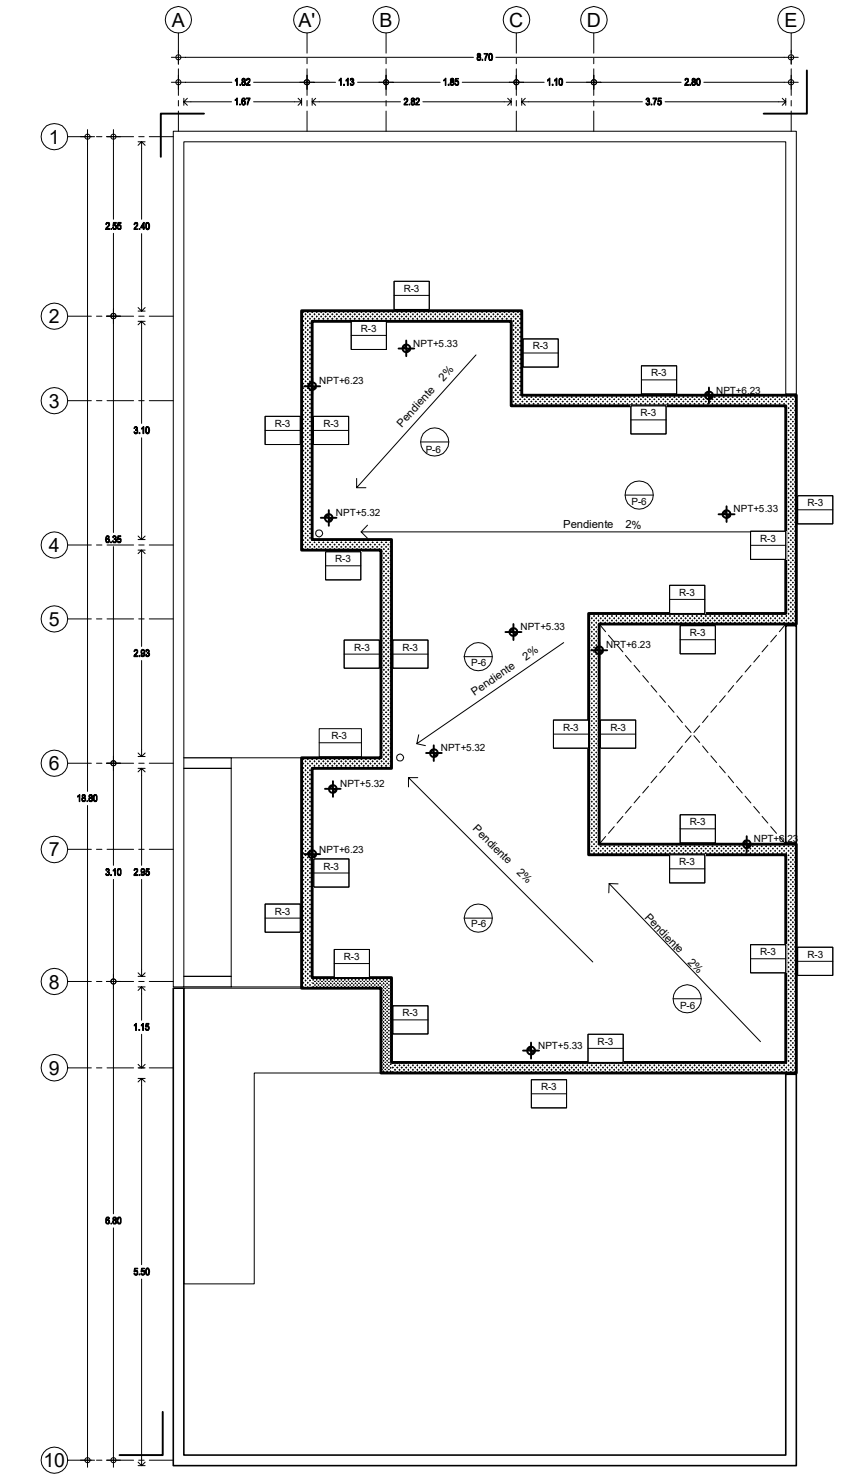 A A' B C D E
8.70
1.82 1.13 1.85 1.10 2.80
1.67 2.82 3.75
1
2.55 2.40
R-3
2
R-3
NPT+5.33
R-3
R-3
NPT+6.23
Pendiente 2%
NPT+6.23
3
R-3
R-3 R-3
3.10
P-6
P-6
R-3
NPT+5.32
NPT+5.33
Pendiente 2%
6.35
4
R-3
R-3
R-3
5
NPT+5.33
R-3
NPT+6.23
2.93
R-3 R-3
P-6
Pendiente 2%
R-3 R-3
R-3
NPT+5.32
6
NPT+5.32
18.80
R-3
Pendiente 2%
NPT+6.23
7
NPT+6.23
3.10 2.95
R-3
R-3
R-3
P-6
Pendiente 2%
R-3
R-3 R-3
8
P-6
R-3
1.15
R-3
NPT+5.33
9
R-3
6.80
5.50
10